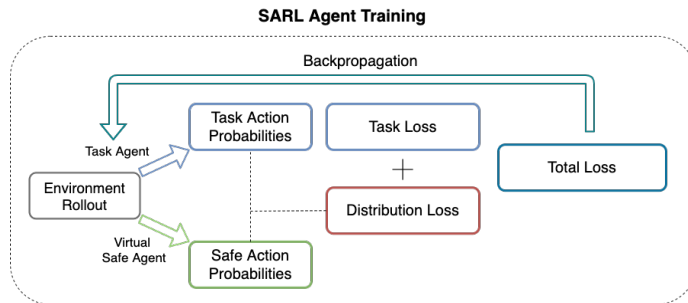 SARL Agent Training
Backpropagation
Task Action
Probabilities
Task Loss
Task Agent
+
Total Loss
Environment
Rollout
Distribution Loss
Virtual
Safe Agent
Safe Action
Probabilities